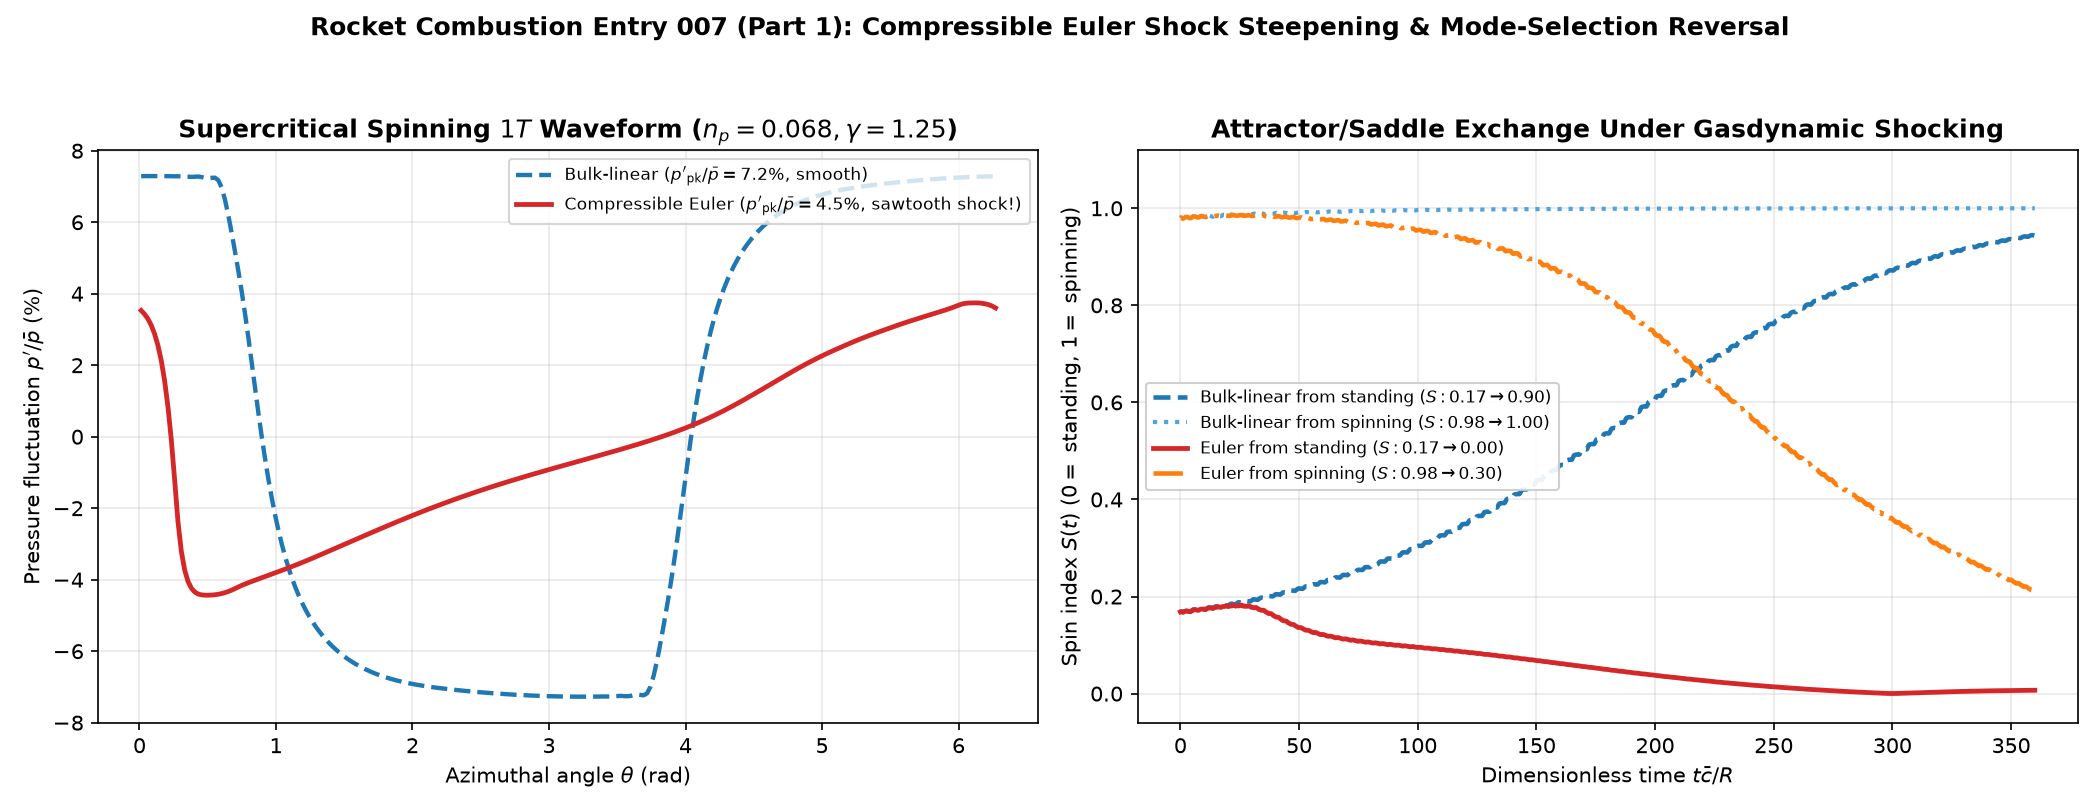 Rocket Combustion Entry 007 (Part 1): Compressible Euler Shock Steepening & Mode-Selection Reversal
Supercritical Spinning 1T Waveform (n_p = 0.068, γ = 1.25)
Pressure fluctuation p′/p̄ (%)
8
6
4
2
0
−2
−4
−6
−8
Bulk-linear (p′pk/p̄ = 7.2%, smooth)
Compressible Euler (p′pk/p̄ = 4.5%, sawtooth shock!)
0 1 2 3 4 5 6
Azimuthal angle θ (rad)
Attractor/Saddle Exchange Under Gasdynamic Shocking
Spin index S(t) (0 = standing, 1 = spinning)
1.0
0.8
0.6
0.4
0.2
0.0
Bulk-linear from standing (S : 0.17→0.90)
Bulk-linear from spinning (S : 0.98→1.00)
Euler from standing (S : 0.17→0.00)
Euler from spinning (S : 0.98→0.30)
0 50 100 150 200 250 300 350
Dimensionless time tc̄/R